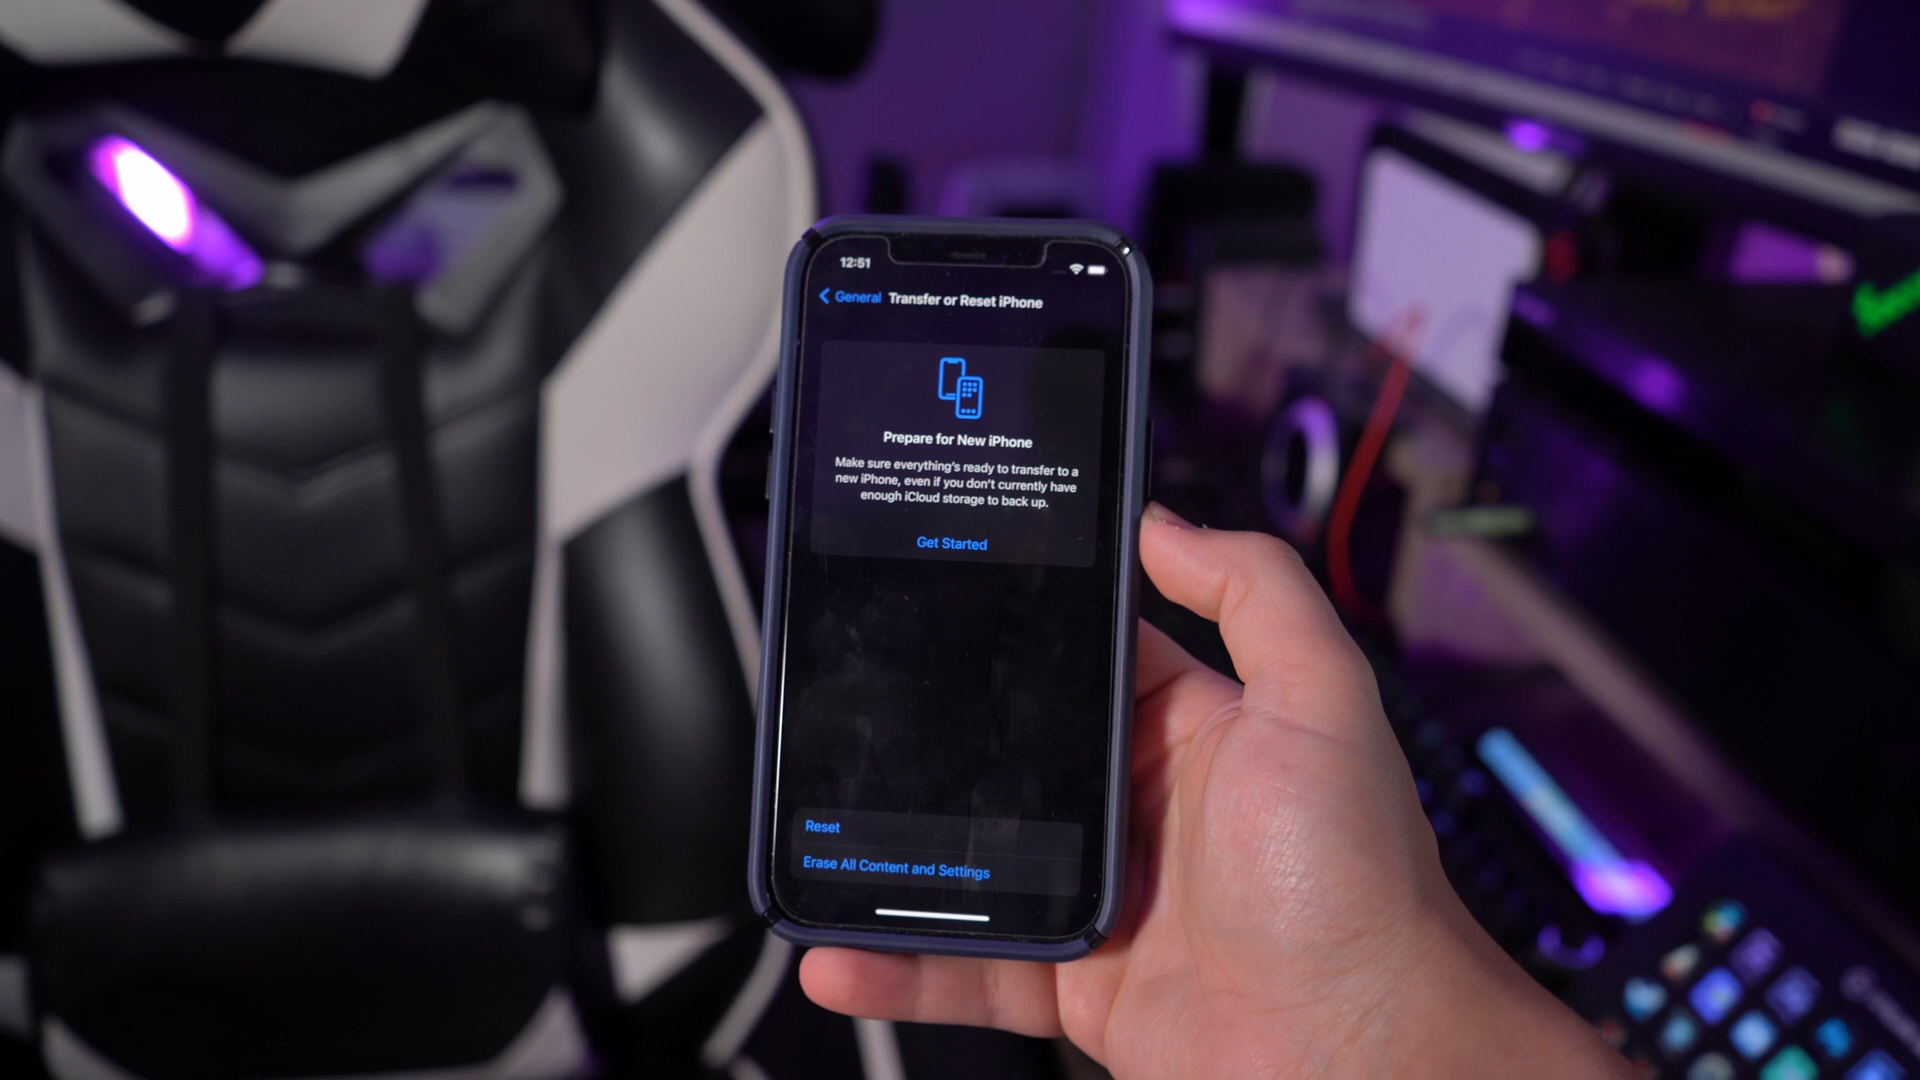 12:51
General Transfer or Reset iPhone
Prepare for New iPhone
Make sure everything's ready to transfer to a
new iPhone, even if you don't currently have
enough iCloud storage to back up.
Get Started
Reset
Erase All Content and Settings